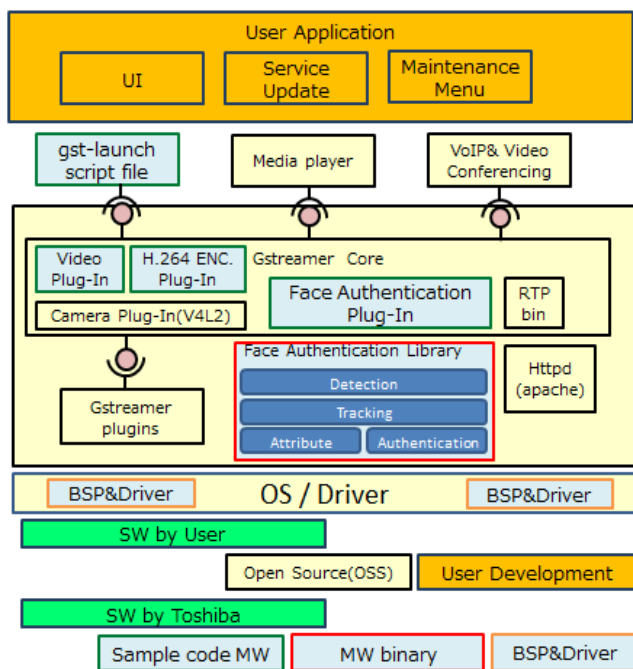 User Application
UI
Service
Update
Maintenance
Menu
gst-launch
script file
Media player
VoIP& Video
Conferencing
Video
Plug-In
H.264 ENC.
Plug-In
Gstreamer Core
Face Authentication
Plug-In
RTP
bin
Camera Plug-In(V4L2)
Face Authentication Library
Detection
Tracking
Attribute
Authentication
Httpd
(apache)
Gstreamer
plugins
BSP&Driver
OS / Driver
BSP&Driver
SW by User
Open Source(OSS)
User Development
SW by Toshiba
Sample code MW
MW binary
BSP&Driver